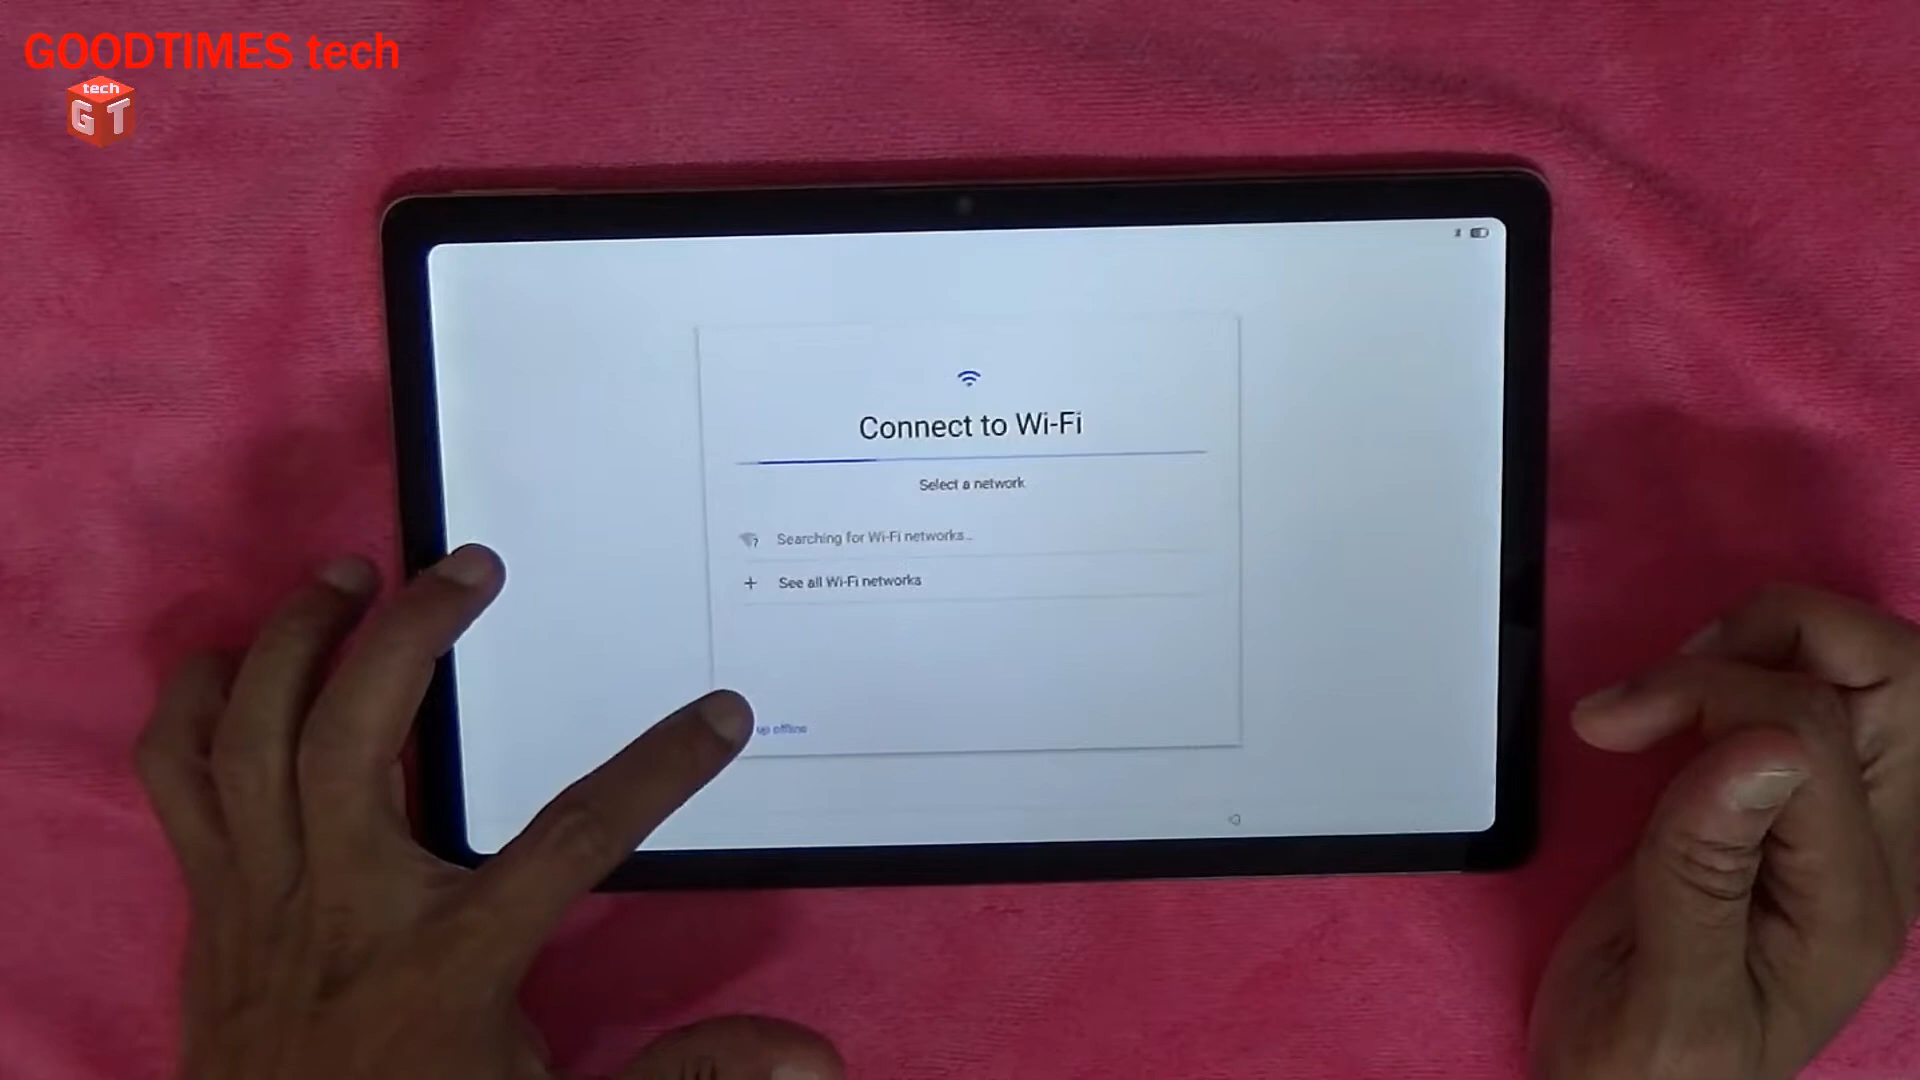 GOODTIMES tech
tech
GT
Connect to Wi-Fi
Select a network
Searching for Wi-Fi networks…
See all Wi-Fi networks
up offline